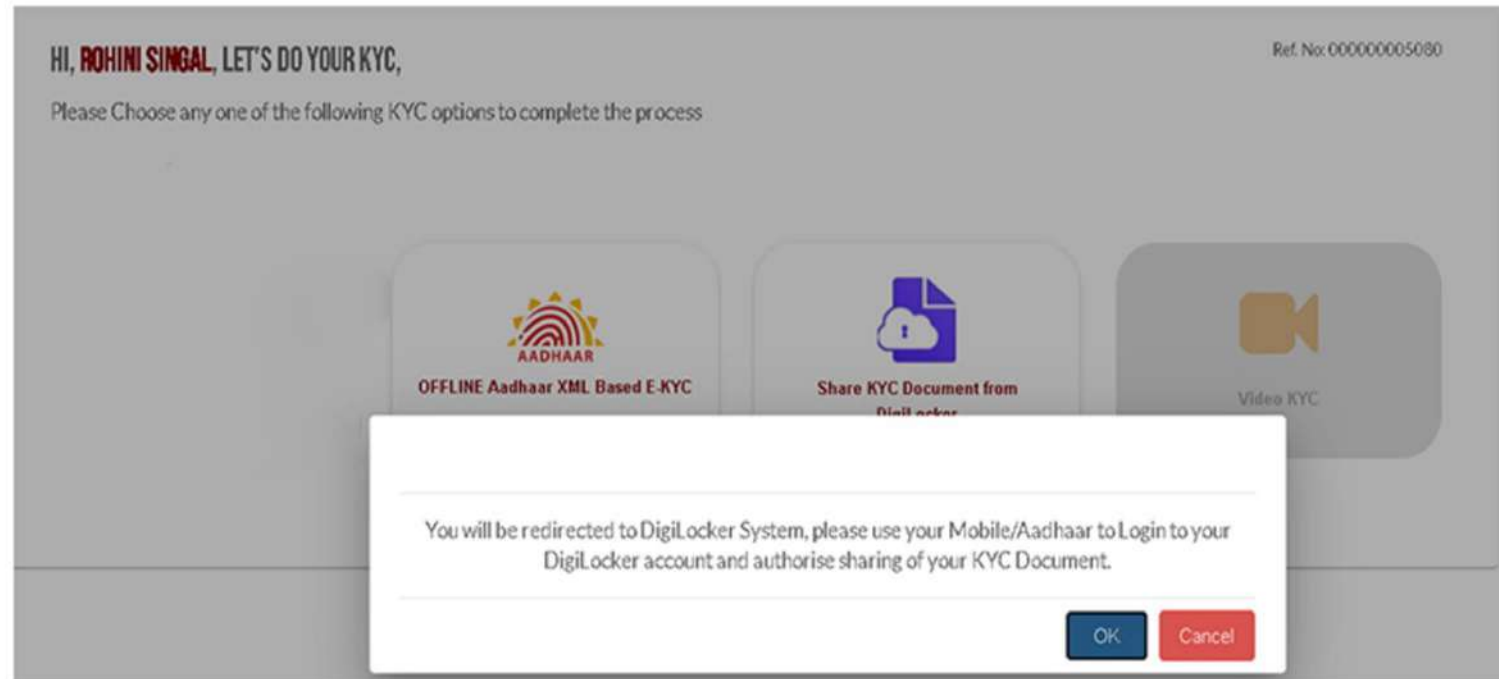 HI, ROHINI SINGAL, LET'S DO YOUR KYC,
Ref. No: 000000005080
Please Choose any one of the following KYC options to complete the process
AADHAAR
OFFLINE Aadhaar XML Based E-KYC
Share KYC Document from
DigiLocker
Video KYC
You will be redirected to DigiLocker System, please use your Mobile/Aadhaar to Login to your
DigiLocker account and authorise sharing of your KYC Document.
OK
Cancel